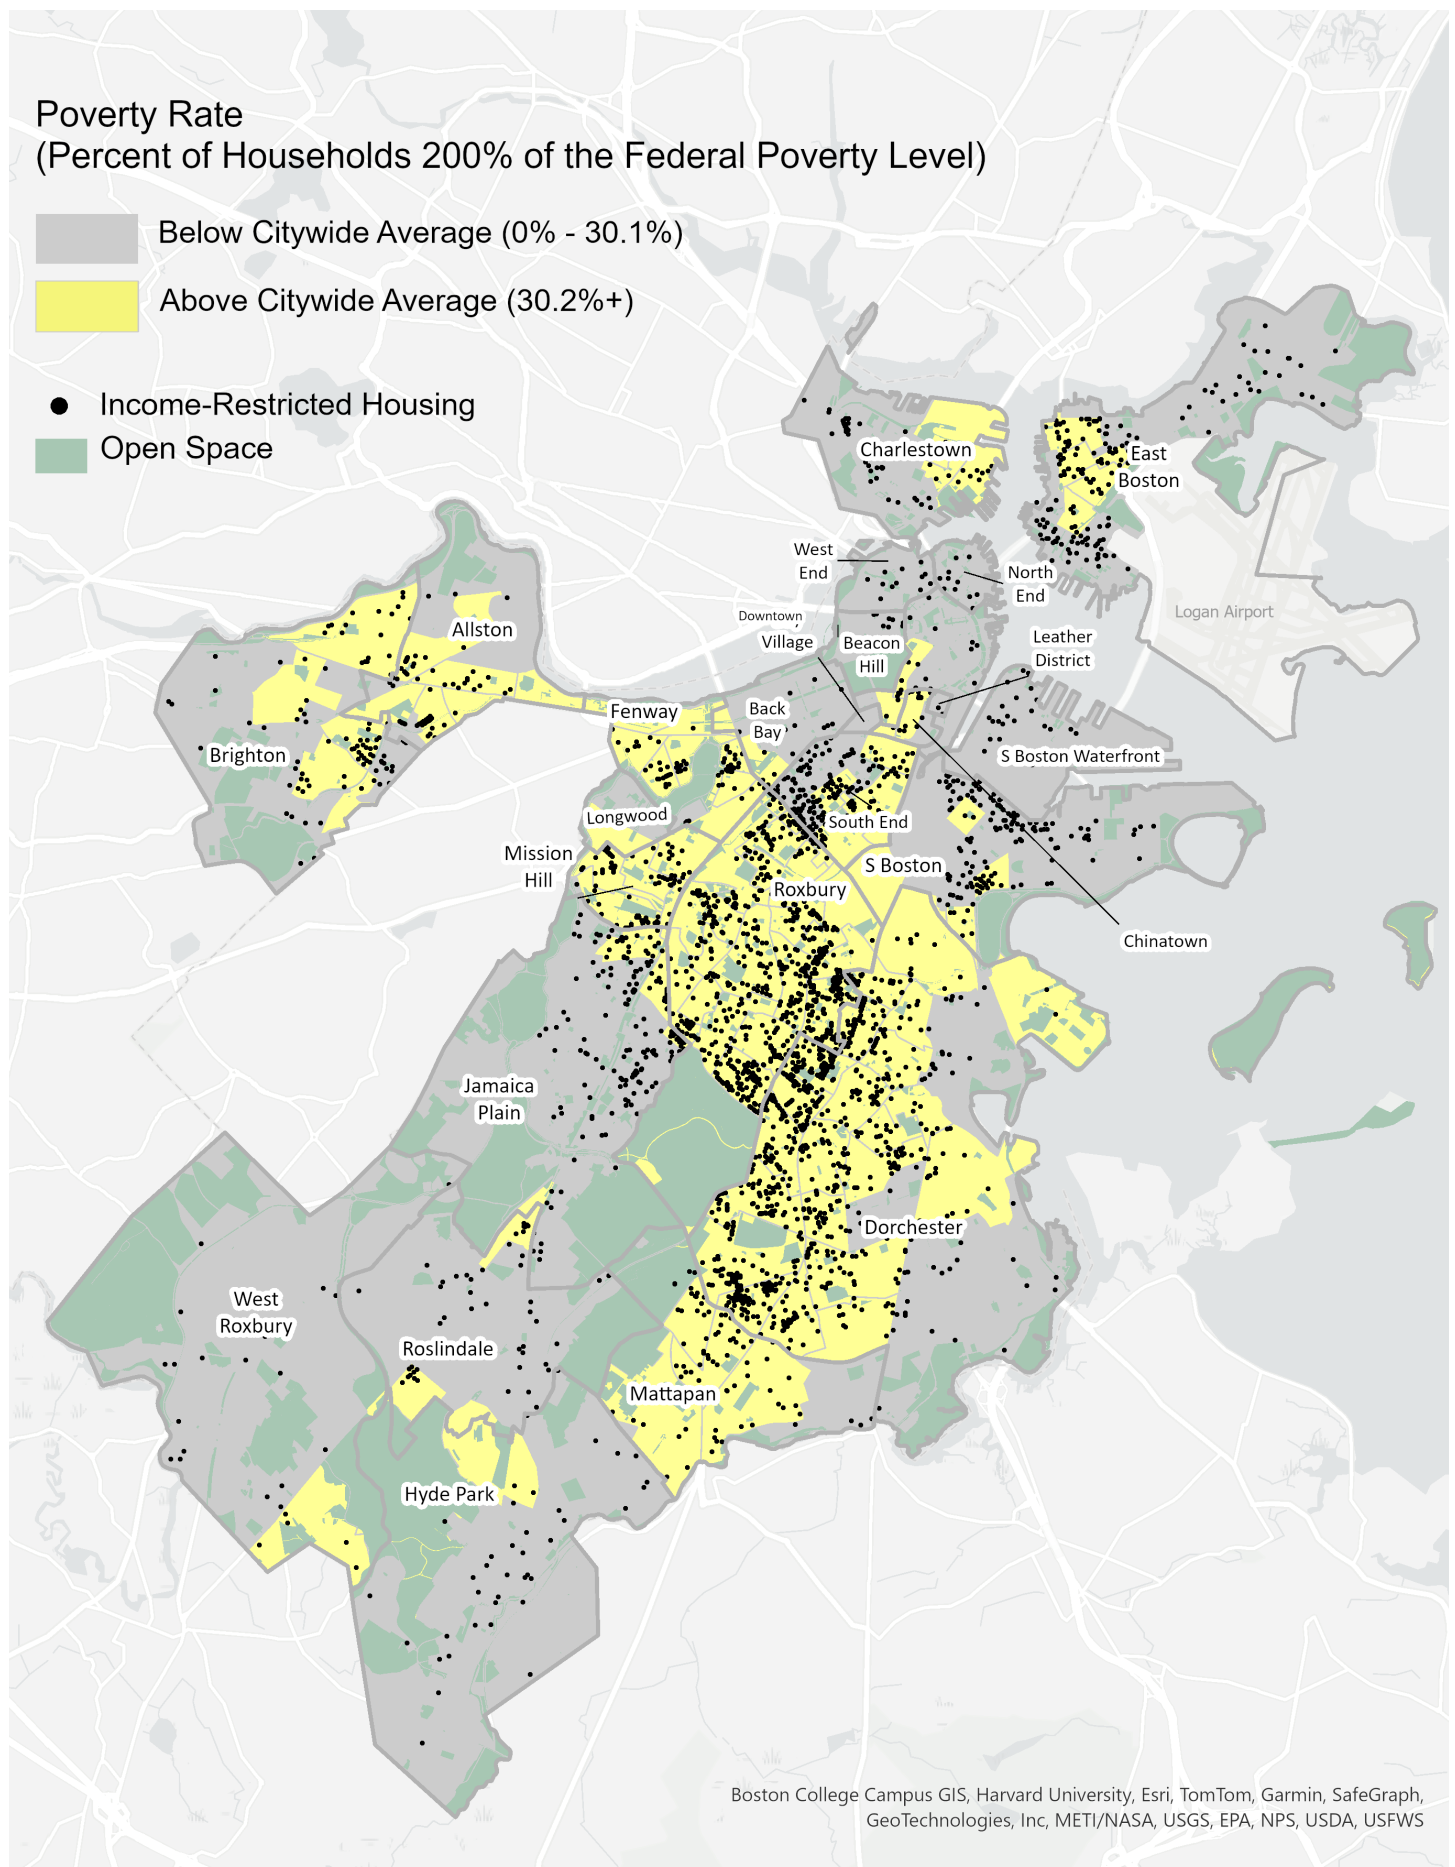 Poverty Rate
(Percent of Households 200% of the Federal Poverty Level)
Below Citywide Average (0% - 30.1%)
Above Citywide Average (30.2%+)
Income-Restricted Housing
Open Space
Charlestown
East
Boston
West
End
North
End
Logan Airport
Downtown
Village
Beacon
Hill
Leather
District
Allston
Fenway
Back
Bay
Brighton
S Boston Waterfront
Longwood
South End
Mission
Hill
S Boston
Roxbury
Chinatown
Jamaica
Plain
Dorchester
West
Roxbury
Roslindale
Mattapan
Hyde Park
Boston College Campus GIS, Harvard University, Esri, TomTom, Garmin, SafeGraph,
GeoTechnologies, Inc, METI/NASA, USGS, EPA, NPS, USDA, USFWS